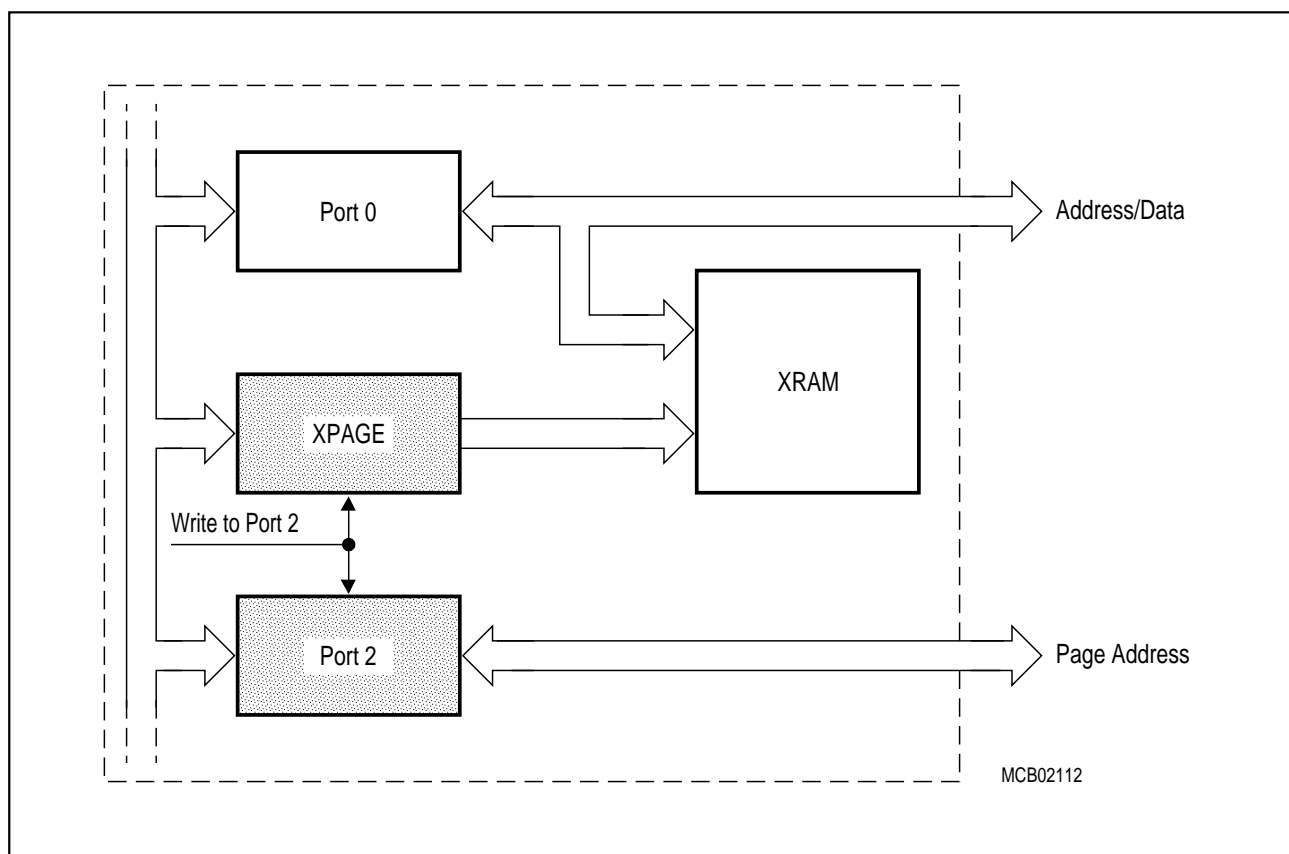 Port 0
Address/Data
XRAM
XPAGE
Write to Port 2
Port 2
Page Address
MCB02112